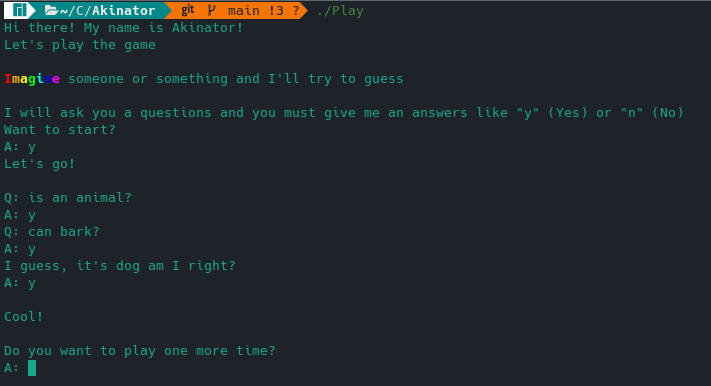 ~/C/Akinator git main !3 ? ./Play
Hi there! My name is Akinator!
Let's play the game
Imagine someone or something and I'll try to guess
I will ask you a questions and you must give me an answers like "y" (Yes) or "n" (No)
Want to start?
A: y
Let's go!
Q: is an animal?
A: y
Q: can bark?
A: y
I guess, it's dog am I right?
A: y
Cool!
Do you want to play one more time?
A: